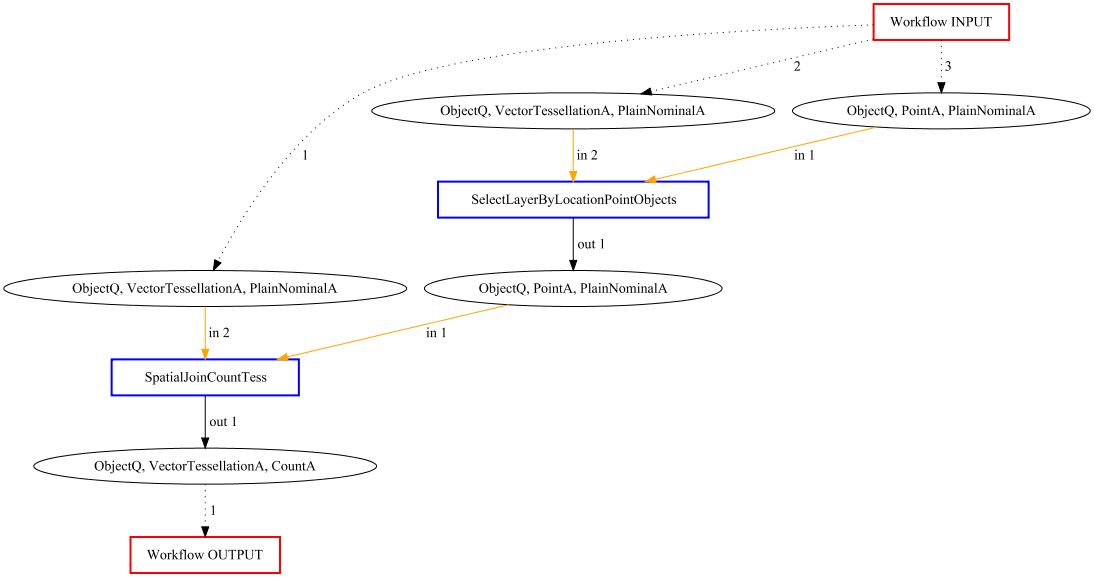 Workflow INPUT
2
3
ObjectQ, VectorTessellationA, PlainNominalA
ObjectQ, PointA, PlainNominalA
1
in 2
in 1
SelectLayerByLocationPointObjects
out 1
ObjectQ, VectorTessellationA, PlainNominalA
ObjectQ, PointA, PlainNominalA
in 2
in 1
SpatialJoinCountTess
out 1
ObjectQ, VectorTessellationA, CountA
1
Workflow OUTPUT